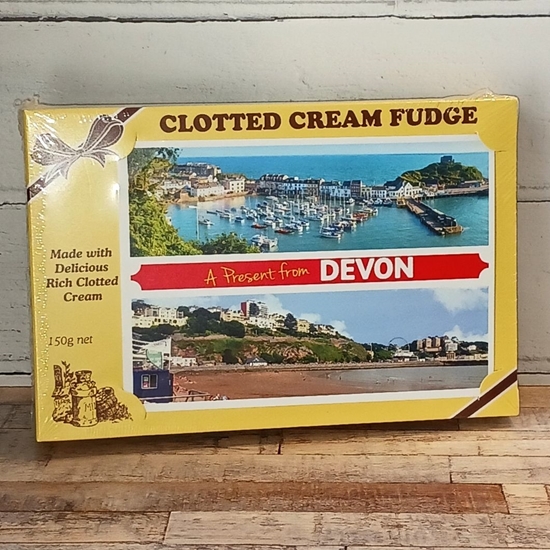 CLOTTED CREAM FUDGE
A Present from DEVON
Made with
Delicious
Rich Clotted
Cream
150g net